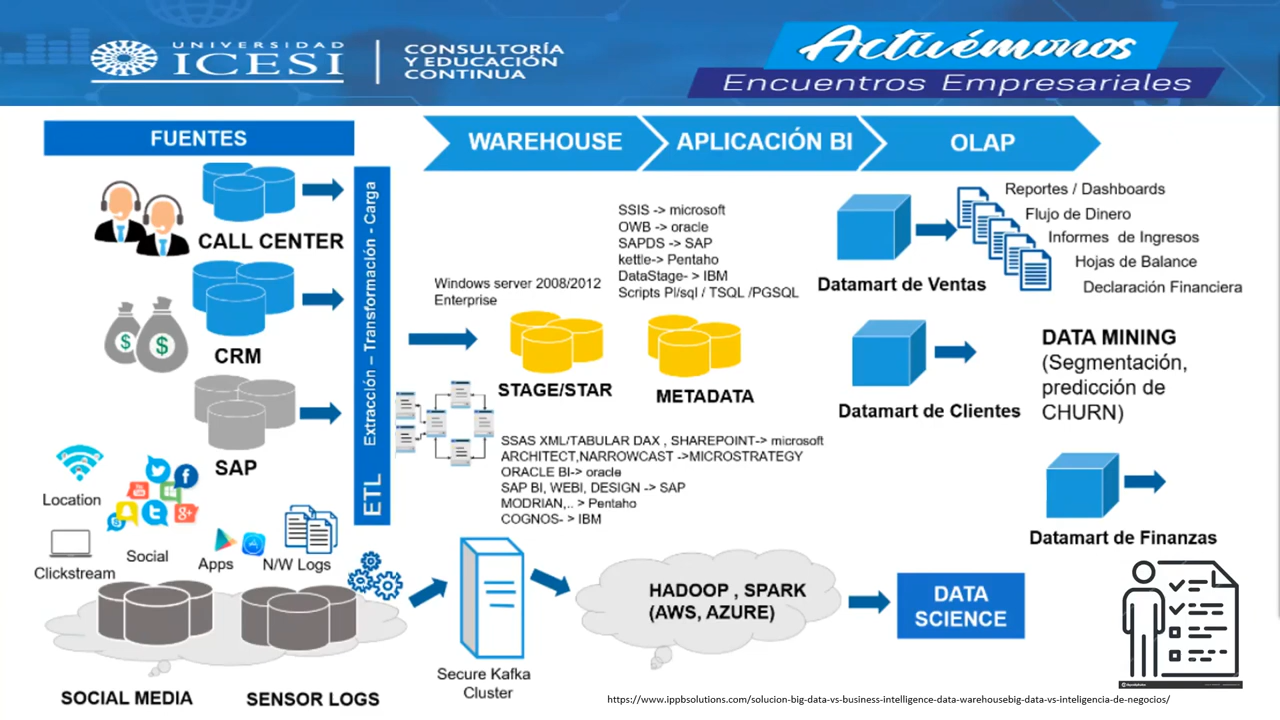 UNIVERSIDAD
ICESI
CONSULTORÍA
Y EDUCACIÓN
CONTINUA
Activémonos
Encuentros Empresariales
FUENTES
WAREHOUSE
APLICACIÓN BI
OLAP
CALL CENTER
CRM
SAP
ETL
Extracción – Transformación - Carga
Windows server 2008/2012
Enterprise
SSIS -> microsoft
OWB -> oracle
SAPDS -> SAP
kettle-> Pentaho
DataStage- > IBM
Scripts Pl/sql / TSQL /PGSQL
STAGE/STAR
METADATA
SSAS XML/TABULAR DAX , SHAREPOINT-> microsoft
ARCHITECT,NARROWCAST ->MICROSTRATEGY
ORACLE BI-> oracle
SAP BI, WEBI, DESIGN -> SAP
MODRIAN,.. > Pentaho
COGNOS- > IBM
Datamart de Ventas
Reportes / Dashboards
Flujo de Dinero
Informes de Ingresos
Hojas de Balance
Declaración Financiera
Datamart de Clientes
DATA MINING
(Segmentación,
predicción de
CHURN)
Datamart de Finanzas
Location
Social
Clickstream
Apps
N/W Logs
SOCIAL MEDIA
SENSOR LOGS
Secure Kafka
Cluster
HADOOP , SPARK
(AWS, AZURE)
DATA
SCIENCE
https://www.ippbsolutions.com/solucion-big-data-vs-business-intelligence-data-warehousebig-data-vs-inteligencia-de-negocios/